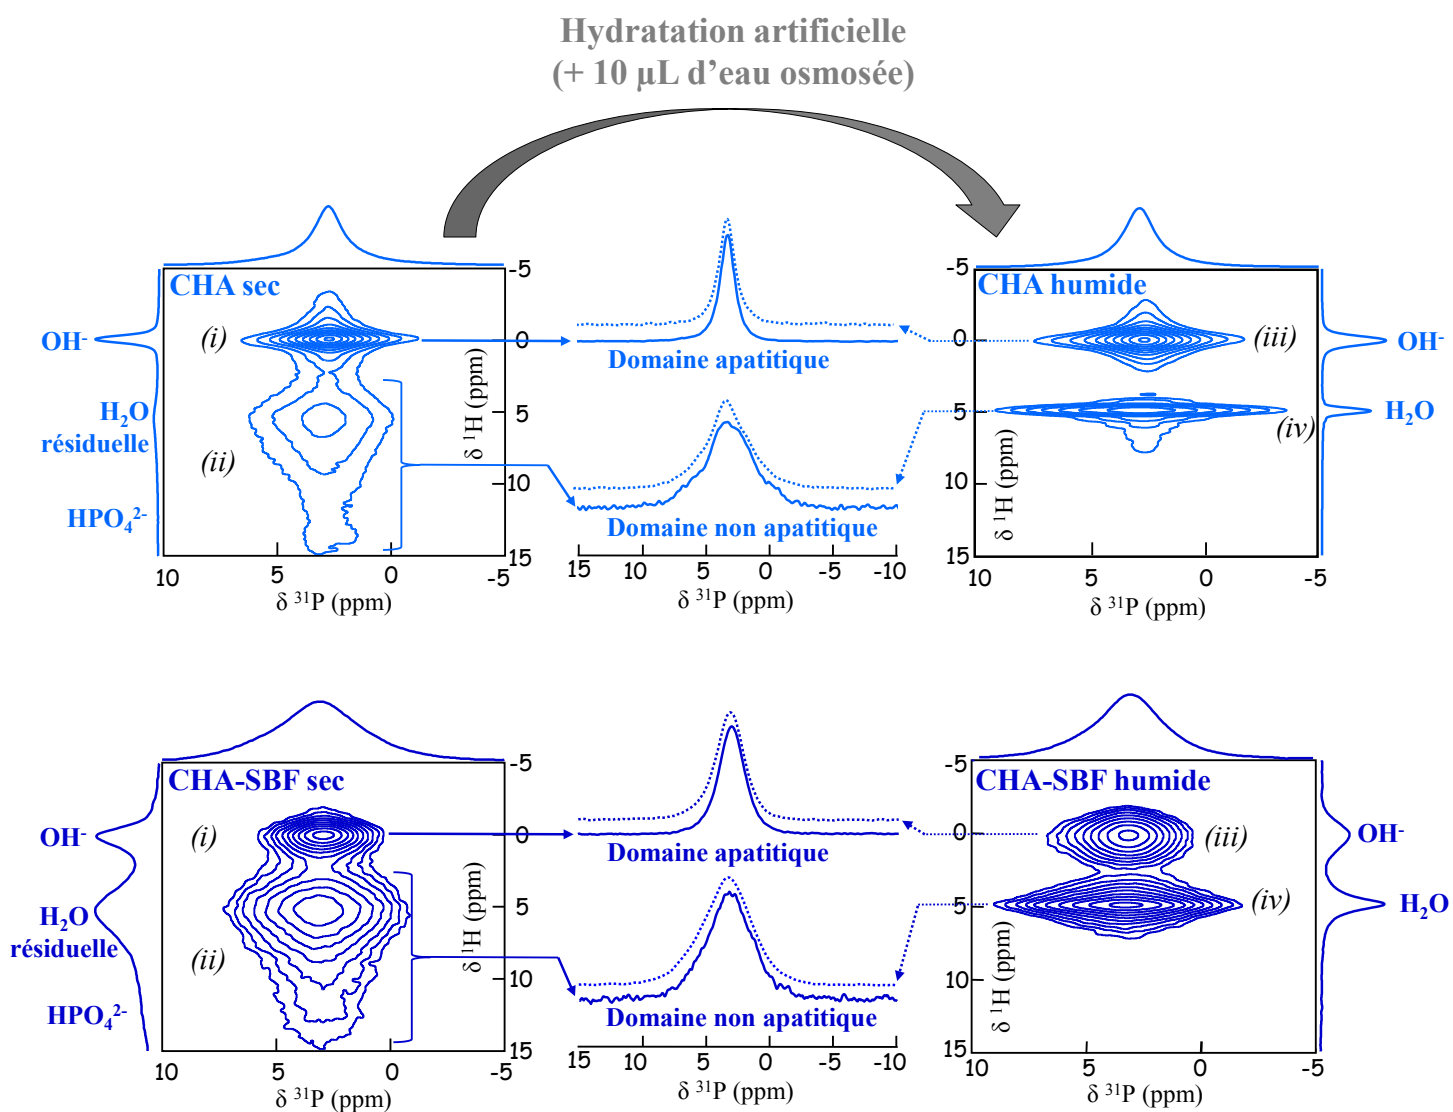 Hydratation artificielle
(+ 10 µL d’eau osmosée)
CHA sec
-5
0
5
10
15
δ ¹H (ppm)
10 5 0 -5
δ ³¹P (ppm)
OH⁻
H₂O
résiduelle
HPO₄²⁻
(i)
(ii)
Domaine apatitique
Domaine non apatitique
15 10 5 0 -5 -10
δ ³¹P (ppm)
CHA humide
-5
0
5
10
15
δ ¹H (ppm)
10 5 0 -5
δ ³¹P (ppm)
(iii)
(iv)
OH⁻
H₂O
CHA-SBF sec
-5
0
5
10
15
δ ¹H (ppm)
10 5 0 -5
δ ³¹P (ppm)
OH⁻
H₂O
résiduelle
HPO₄²⁻
(i)
(ii)
Domaine apatitique
Domaine non apatitique
15 10 5 0 -5 -10
δ ³¹P (ppm)
CHA-SBF humide
-5
0
5
10
15
δ ¹H (ppm)
10 5 0 -5
δ ³¹P (ppm)
(iii)
(iv)
OH⁻
H₂O